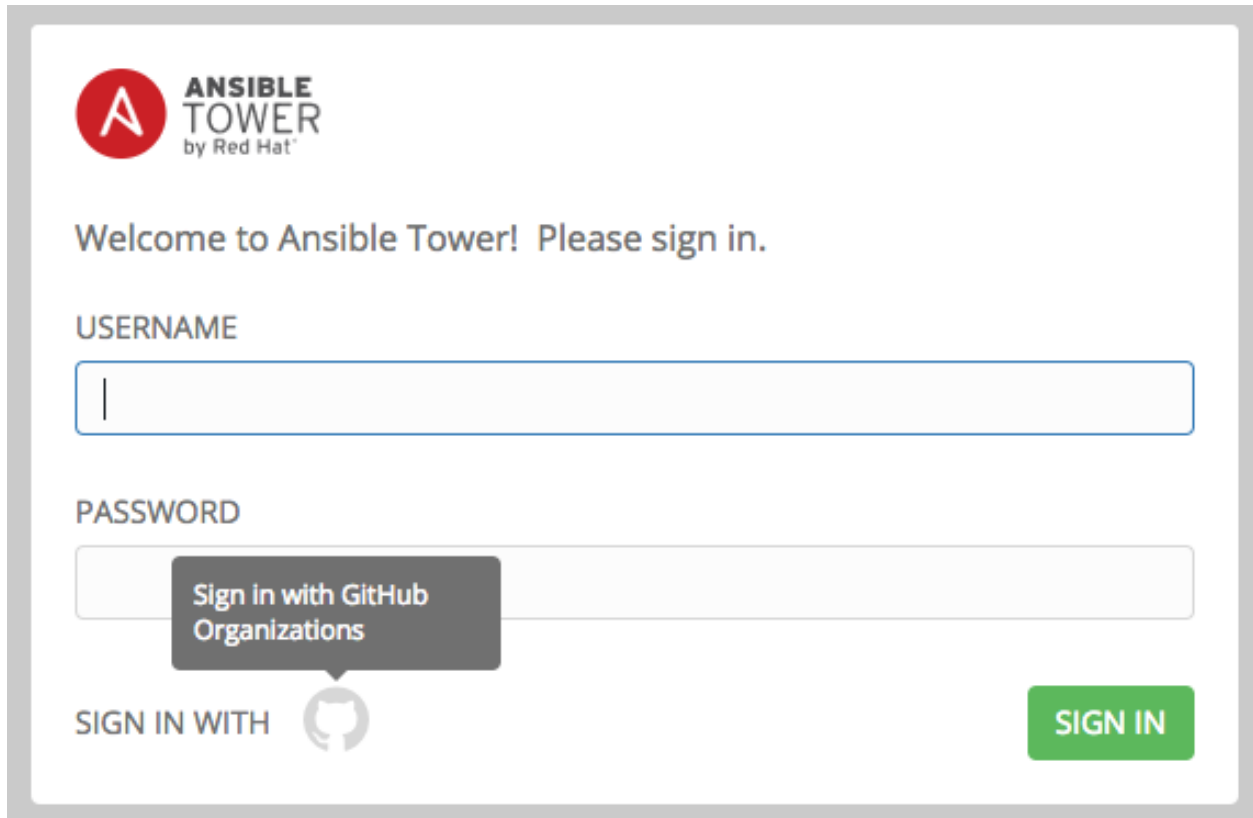 ANSIBLE
TOWER
by Red Hat
Welcome to Ansible Tower! Please sign in.
USERNAME
PASSWORD
Sign in with GitHub
Organizations
SIGN IN WITH
SIGN IN